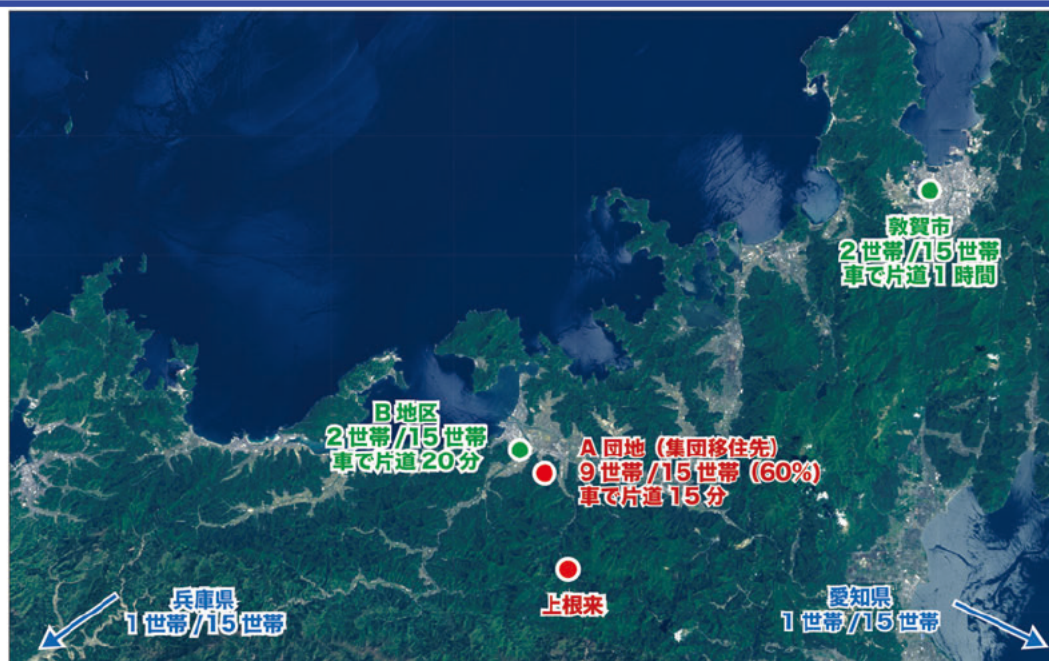 敦賀市
2世帯/15世帯
車で片道1時間
B地区
2世帯/15世帯
車で片道20分
A団地（集団移住先）
9世帯/15世帯（60%）
車で片道15分
上根来
兵庫県
1世帯/15世帯
愛知県
1世帯/15世帯